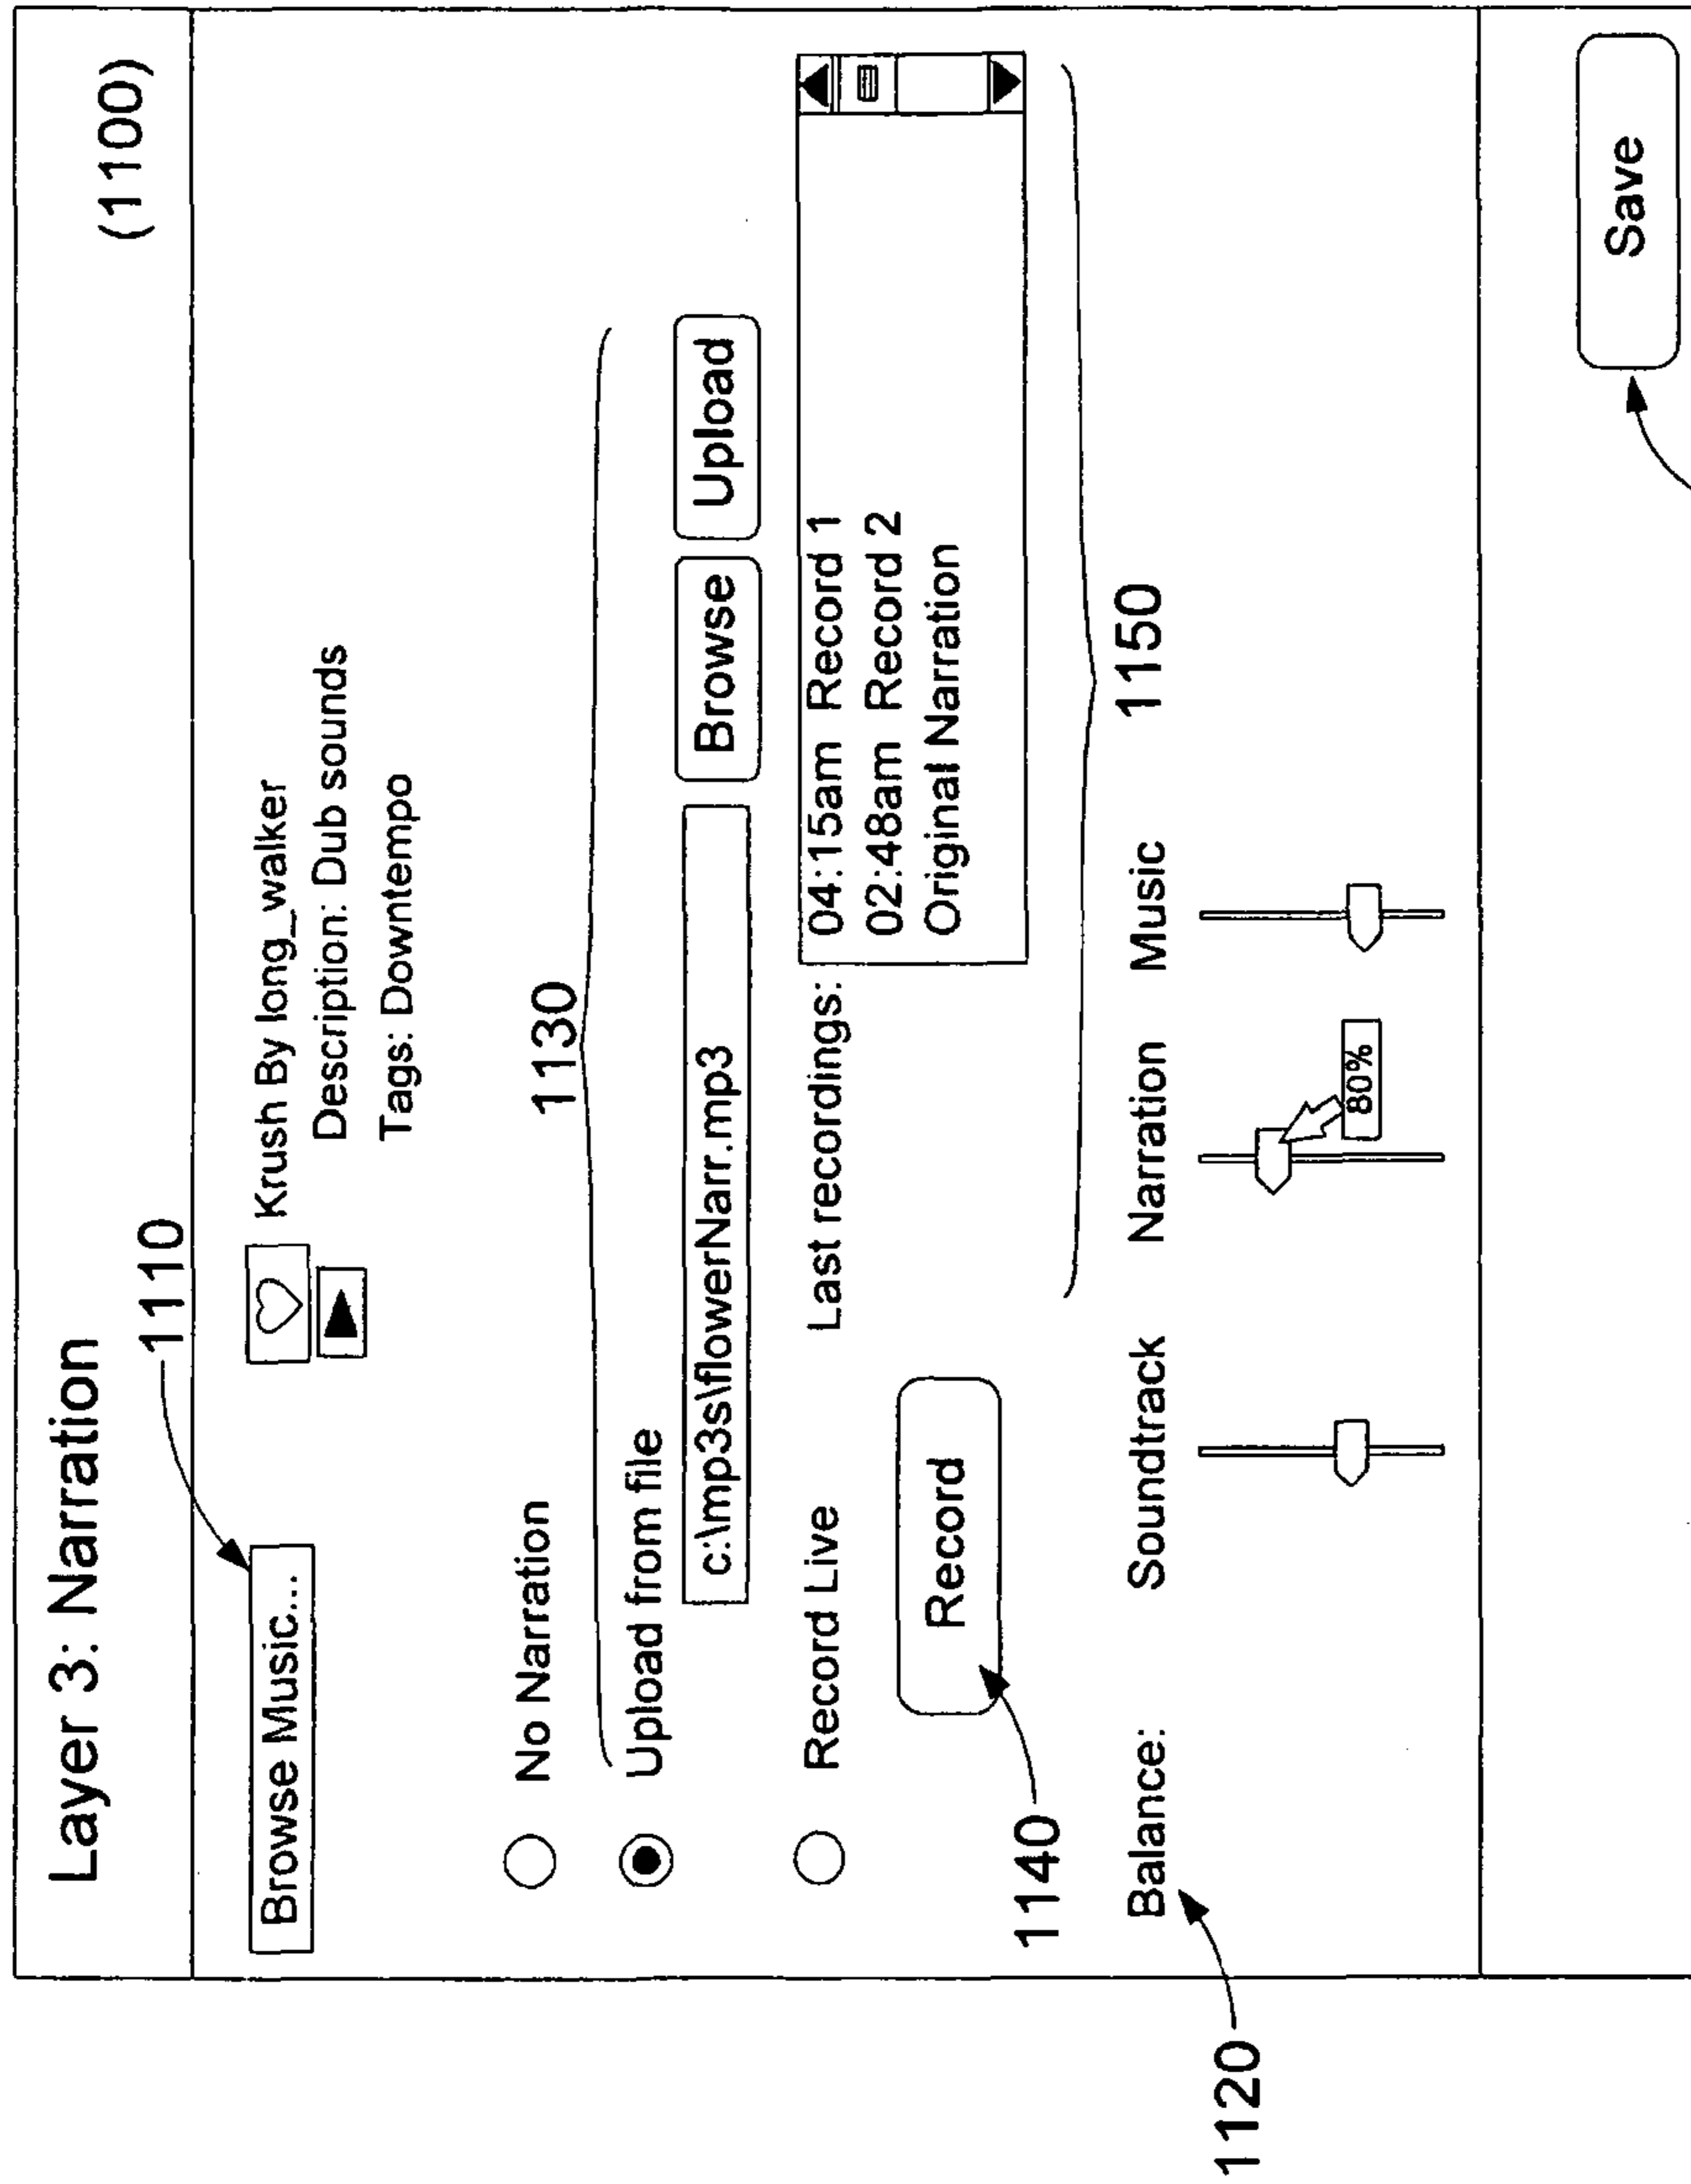 Layer 3: Narration
(1100)
1110
Browse Music...
Krush By long_walker
Description: Dub sounds
Tags: Downtempo
No Narration
1130
Upload from file
c:\mp3s\flowerNarr.mp3
Browse
Upload
Record Live
Last recordings:
04:15am Record 1
02:48am Record 2
Original Narration
Record
1140
1150
Balance:
Soundtrack
Narration
Music
80%
1120
Save